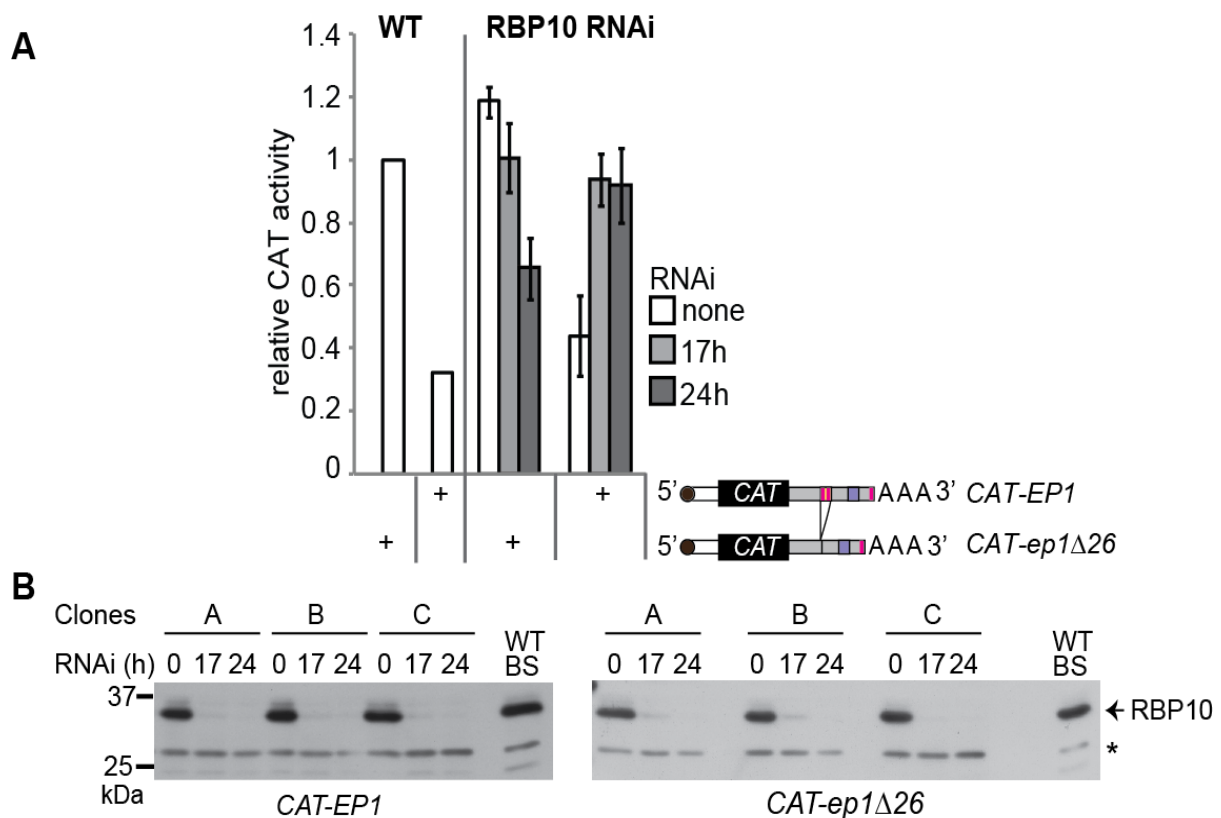 A
WT
RBP10 RNAi
relative CAT activity
1.4
1.2
1
0.8
0.6
0.4
0.2
0
RNAi
none
17h
24h
+ +
+ +
5' CAT AAA 3' CAT-EP1
5' CAT AAA 3' CAT-ep1Δ26
B
Clones A B C
WT
RNAi (h) 0 17 24 0 17 24 0 17 24 BS
37
25
kDa
CAT-EP1
A B C
WT
0 17 24 0 17 24 0 17 24 BS
RBP10
*
CAT-ep1Δ26